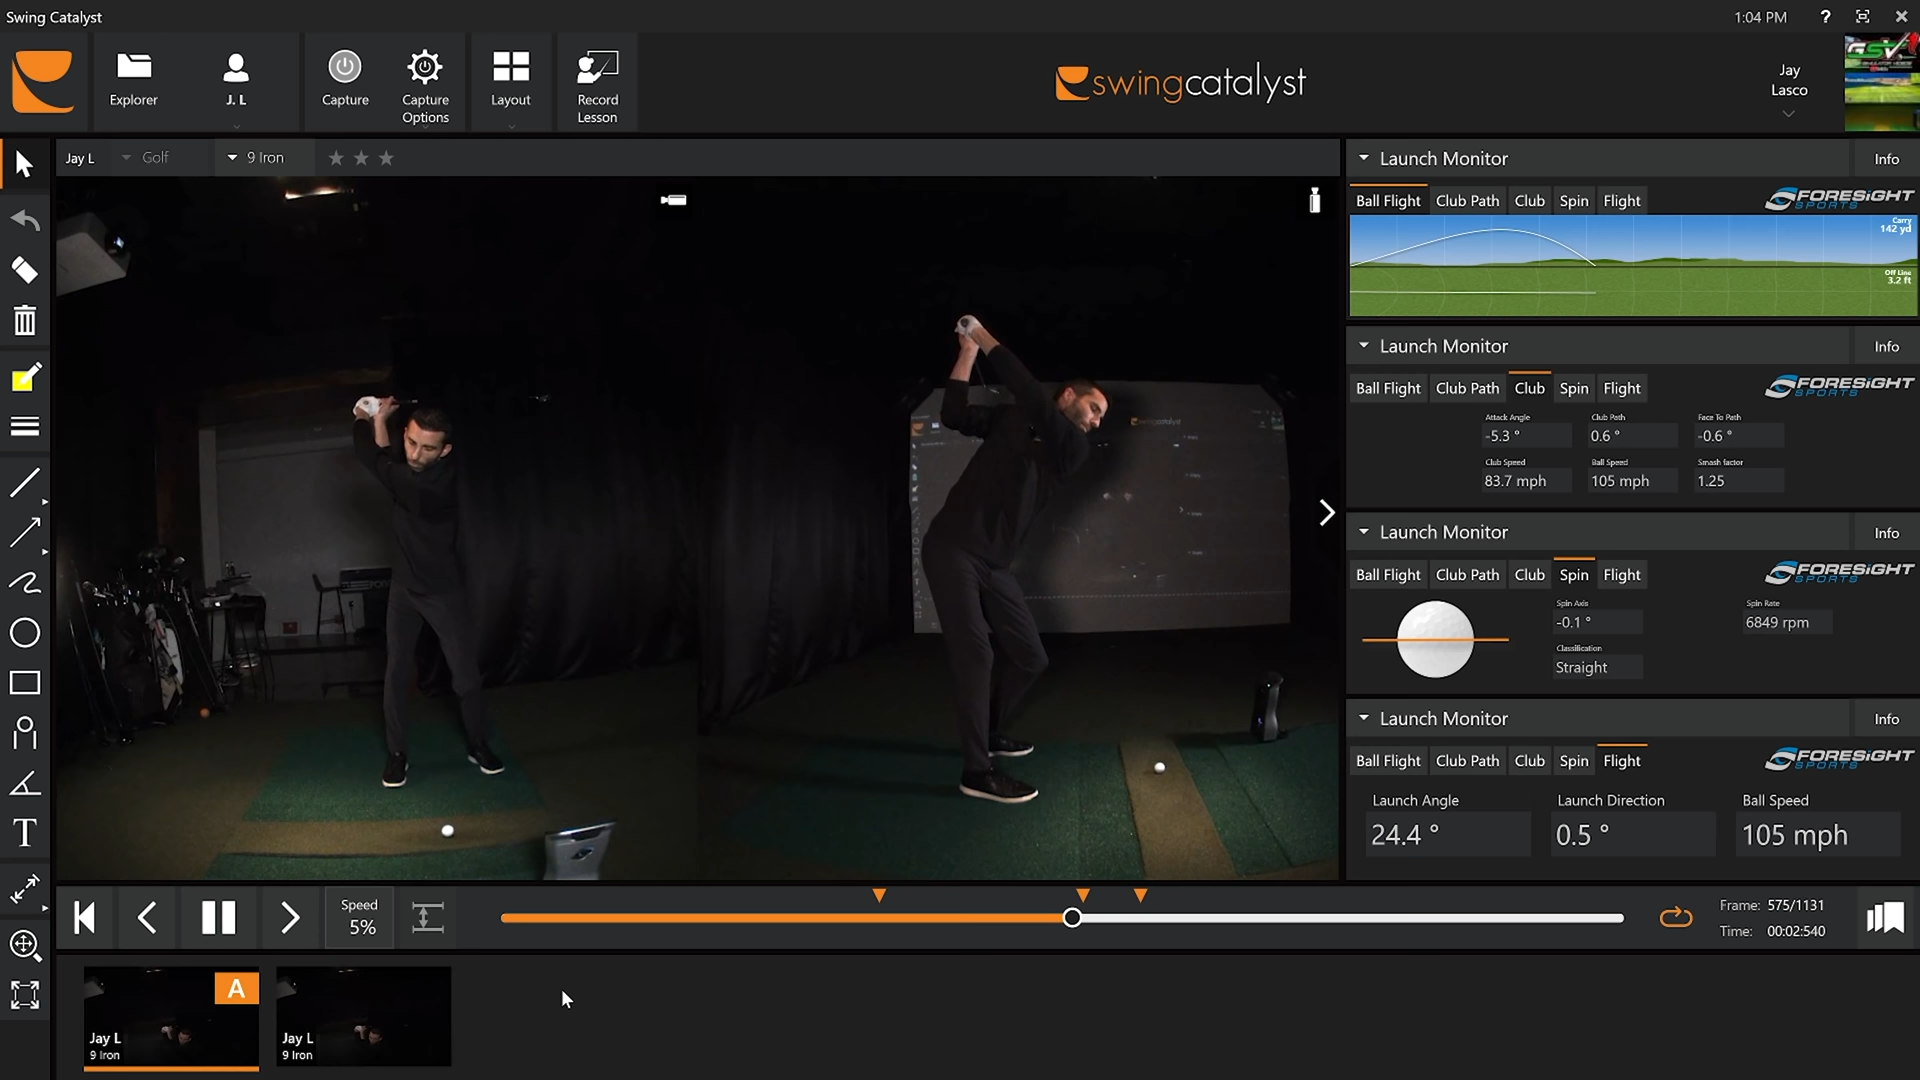 Swing Catalyst
1:04 PM
?
Explorer
J. L
Capture
Capture
Options
Layout
Record
Lesson
swingcatalyst
Jay
Lasco
GSV
Jay L
Golf
9 Iron
Launch Monitor
Info
Ball Flight
Club Path
Club
Spin
Flight
FORESIGHT
SPORTS
Carry
142 yd
Off Line
3.2 ft
Launch Monitor
Info
Ball Flight
Club Path
Club
Spin
Flight
FORESIGHT
SPORTS
Attack Angle
-5.3 °
Club Path
0.6 °
Face To Path
-0.6 °
Club Speed
83.7 mph
Ball Speed
105 mph
Smash factor
1.25
Launch Monitor
Info
Ball Flight
Club Path
Club
Spin
Flight
FORESIGHT
SPORTS
Spin Axis
-0.1 °
Spin Rate
6849 rpm
Classification
Straight
Launch Monitor
Info
Ball Flight
Club Path
Club
Spin
Flight
FORESIGHT
SPORTS
Launch Angle
24.4 °
Launch Direction
0.5 °
Ball Speed
105 mph
T
Speed
5%
Frame: 575/1131
Time: 00:02:540
A
Jay L
9 Iron
Jay L
9 Iron